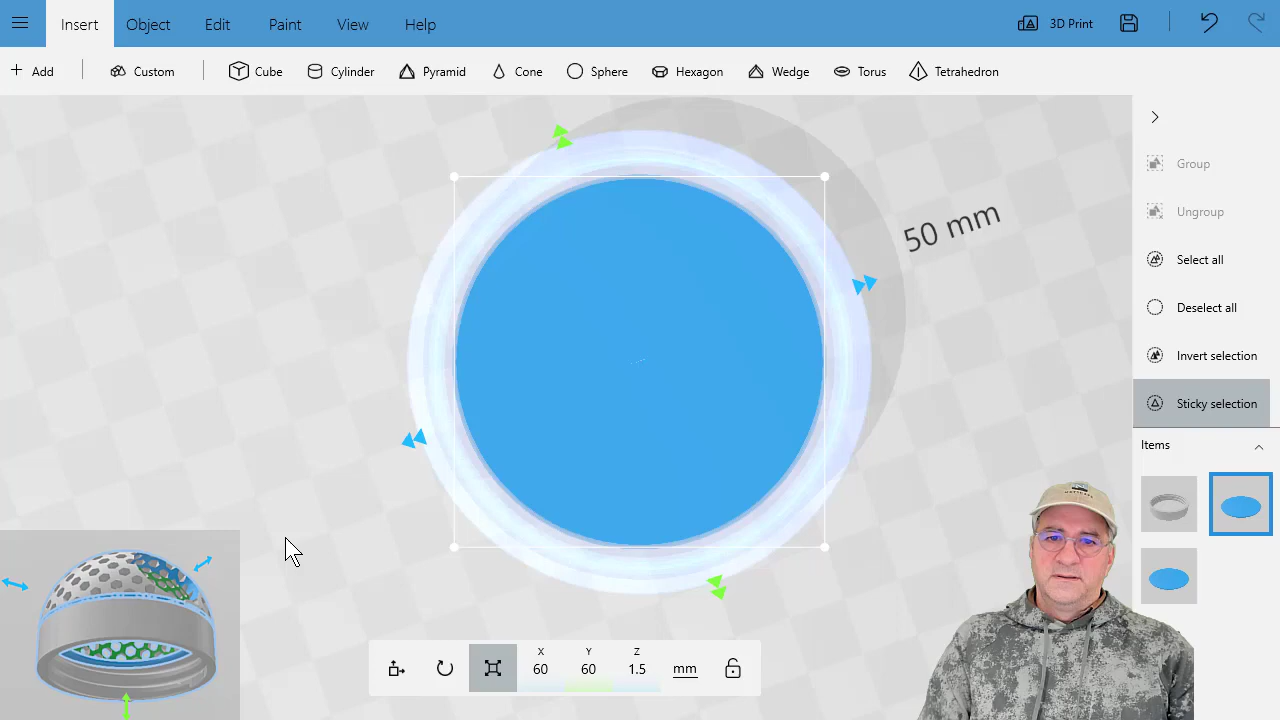 Insert Object Edit Paint View Help 3D Print
Add Custom Cube Cylinder Pyramid Cone Sphere Hexagon Wedge Torus Tetrahedron
50 mm
Group
Ungroup
Select all
Deselect all
Invert selection
Sticky selection
Items
X Y Z
60 60 1.5 mm